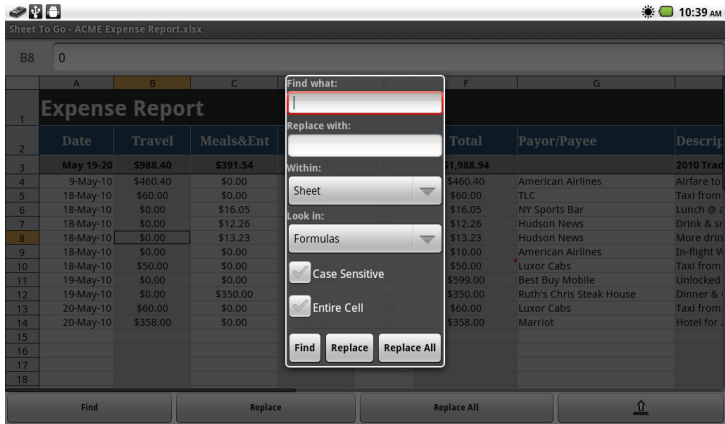 10:39 AM
Sheet To Go - ACME Expense Report.xlsx
B8 0
A B C F G
1 Expense Report
2 Date Travel Meals&Ent Total Payor/Payee Descrip
3 May 19-20 $988.40 $391.54 $1,988.94 2010 Trad
4 9-May-10 $460.40 $0.00 $460.40 American Airlines Airfare to
5 18-May-10 $60.00 $0.00 $60.00 TLC Taxi from
6 18-May-10 $0.00 $16.05 $16.05 NY Sports Bar Lunch @
7 18-May-10 $0.00 $12.26 $12.26 Hudson News Drink &
8 18-May-10 $0.00 $13.23 $13.23 Hudson News More drin
9 18-May-10 $0.00 $0.00 $10.00 American Airlines In-flight W
10 18-May-10 $50.00 $0.00 $50.00 Luxor Cabs Taxi from
11 19-May-10 $0.00 $0.00 $599.00 Best Buy Mobile Unlocked
12 19-May-10 $0.00 $350.00 $350.00 Ruth's Chris Steak House Dinner &
13 20-May-10 $60.00 $0.00 $60.00 Luxor Cabs Taxi from
14 20-May-10 $358.00 $0.00 $358.00 Marriot Hotel for
15
16
17
18
Find what:
Replace with:
Within:
Sheet
Look in:
Formulas
Case Sensitive
Entire Cell
Find Replace Replace All
Find Replace Replace All